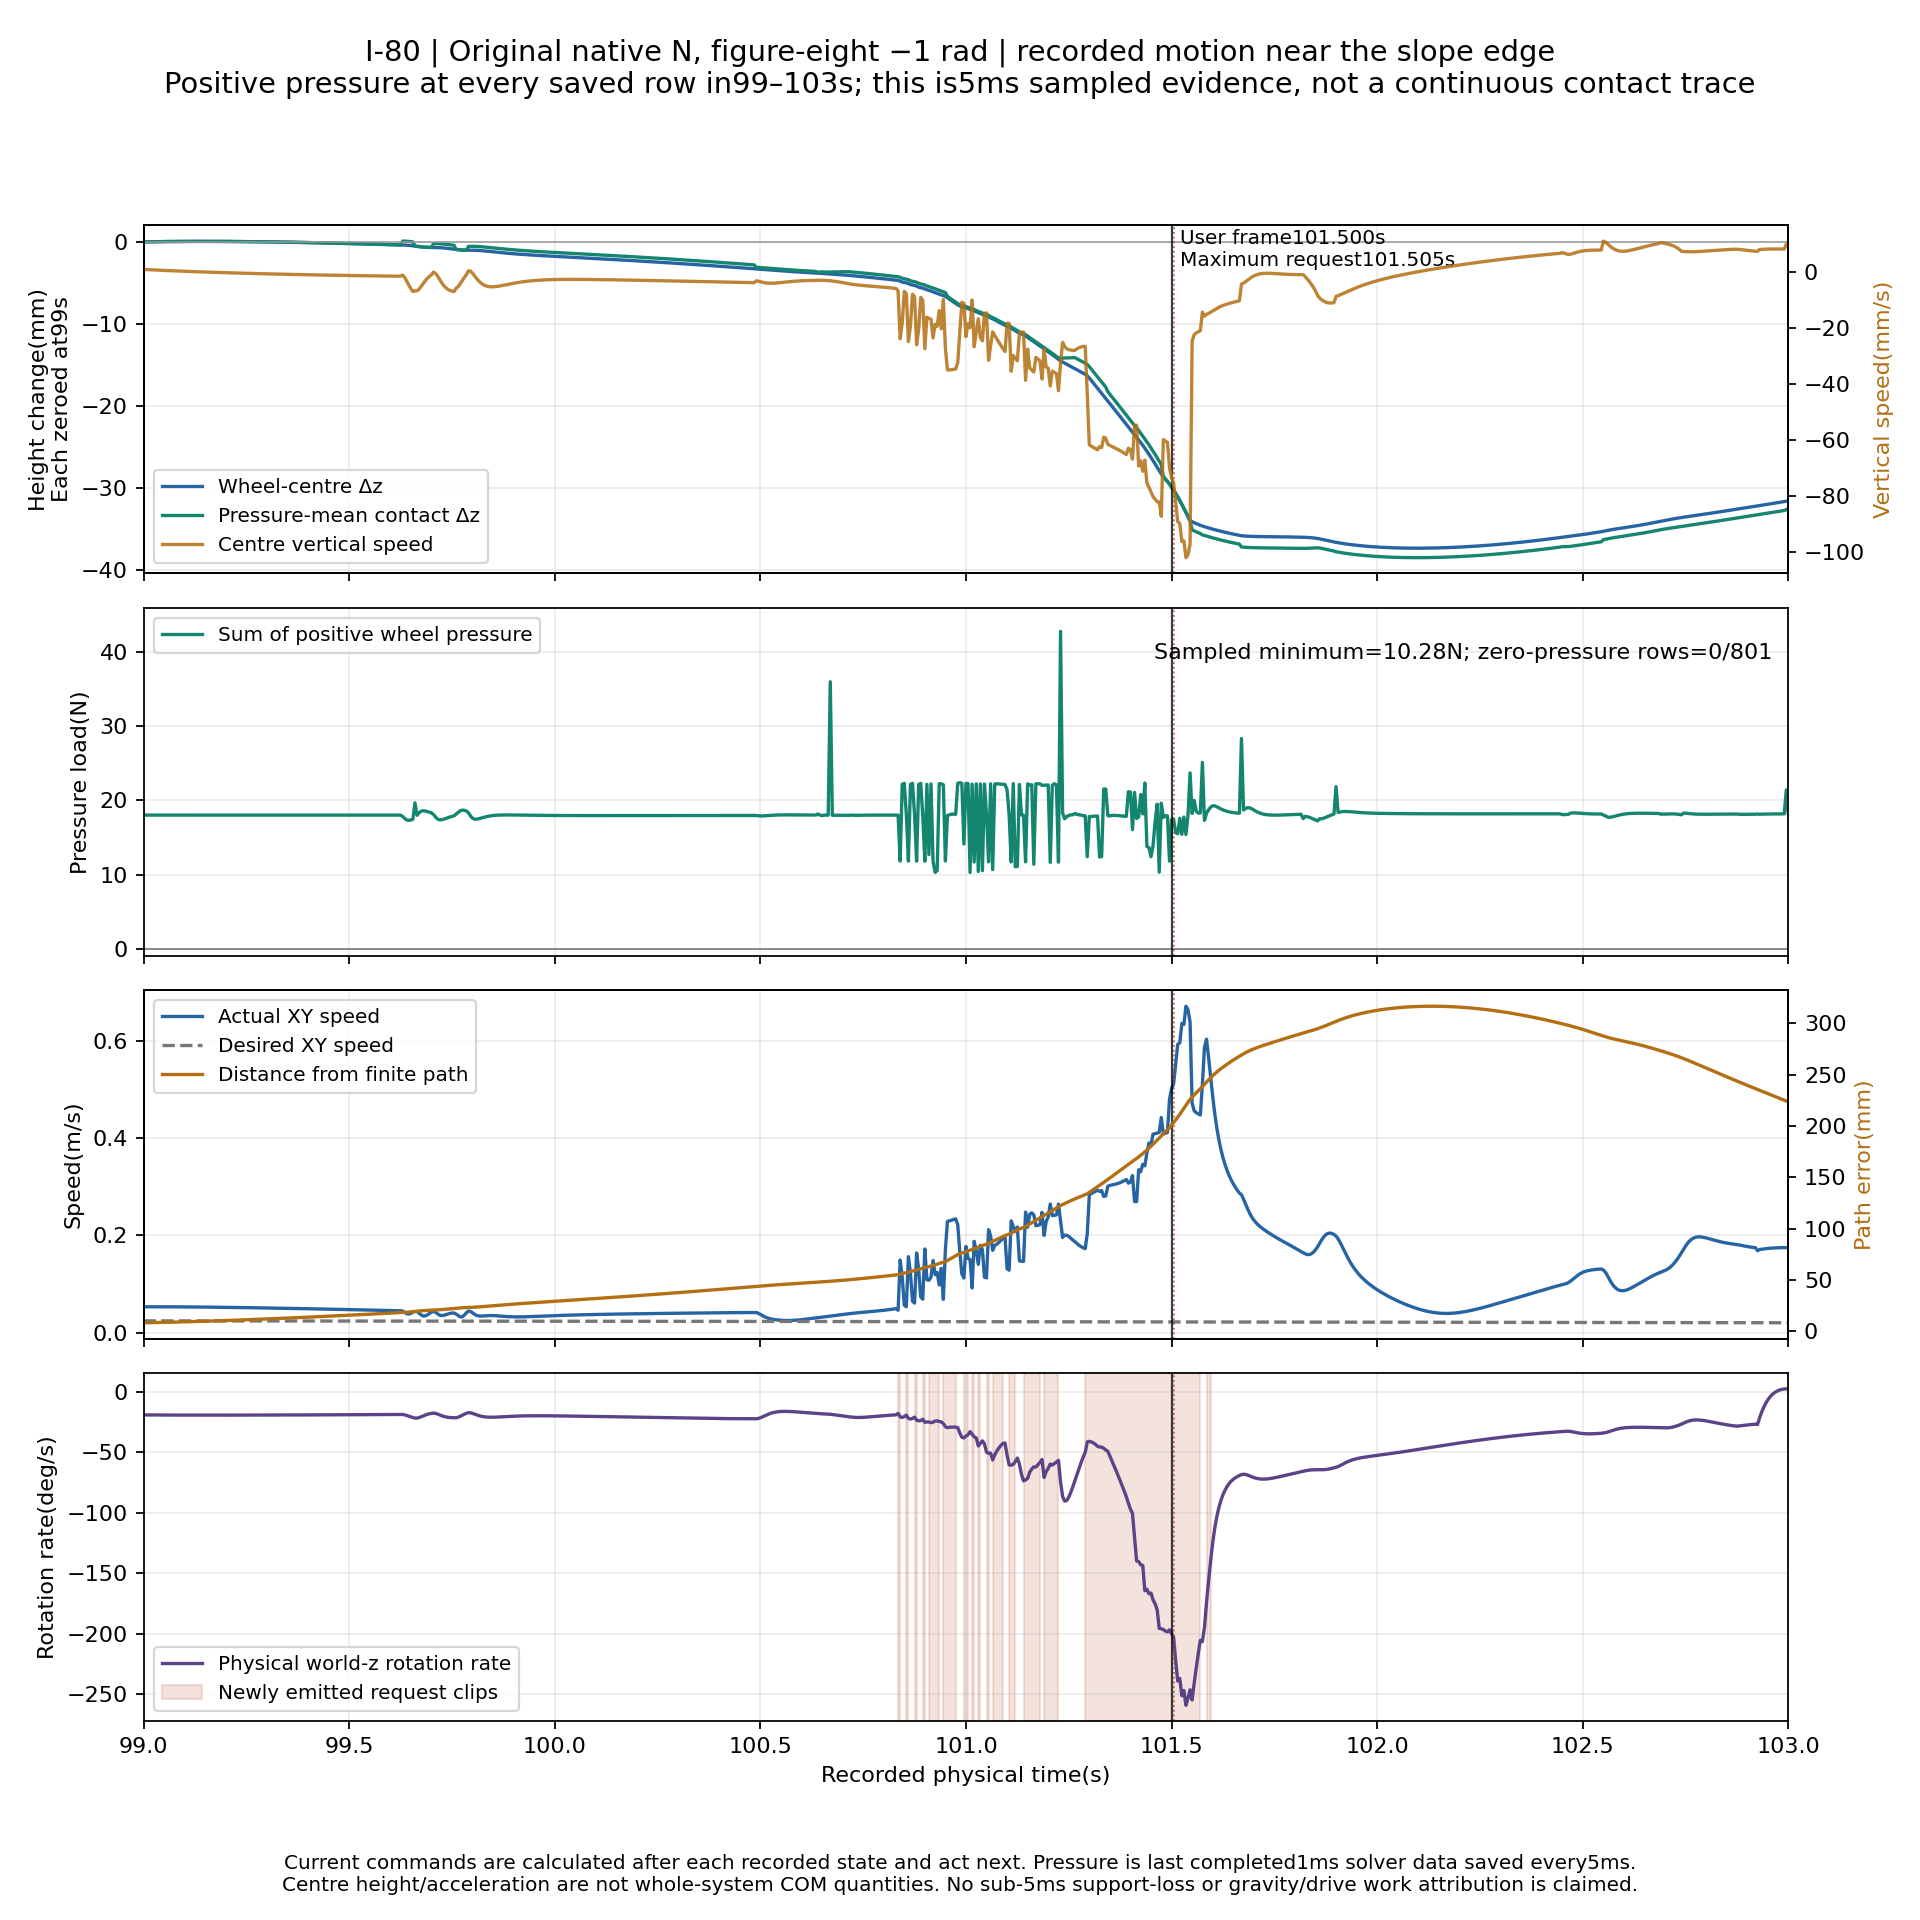 I-80 | Original native N, figure-eight −1 rad | recorded motion near the slope edge
Positive pressure at every saved row in99–103s; this is5ms sampled evidence, not a continuous contact trace
Height change(mm)
Each zeroed at99s
0
−10
−20
−30
−40
Wheel-centre Δz
Pressure-mean contact Δz
Centre vertical speed
User frame101.500s
Maximum request101.505s
0
−20
−40
−60
−80
−100
Vertical speed(mm/s)
Pressure load(N)
40
30
20
10
0
Sum of positive wheel pressure
Sampled minimum=10.28N; zero-pressure rows=0/801
Speed(m/s)
0.6
0.4
0.2
0.0
Actual XY speed
Desired XY speed
Distance from finite path
300
250
200
150
100
50
0
Path error(mm)
Rotation rate(deg/s)
0
−50
−100
−150
−200
−250
Physical world-z rotation rate
Newly emitted request clips
99.0 99.5 100.0 100.5 101.0 101.5 102.0 102.5 103.0
Recorded physical time(s)
Current commands are calculated after each recorded state and act next. Pressure is last completed1ms solver data saved every5ms.
Centre height/acceleration are not whole-system COM quantities. No sub-5ms support-loss or gravity/drive work attribution is claimed.